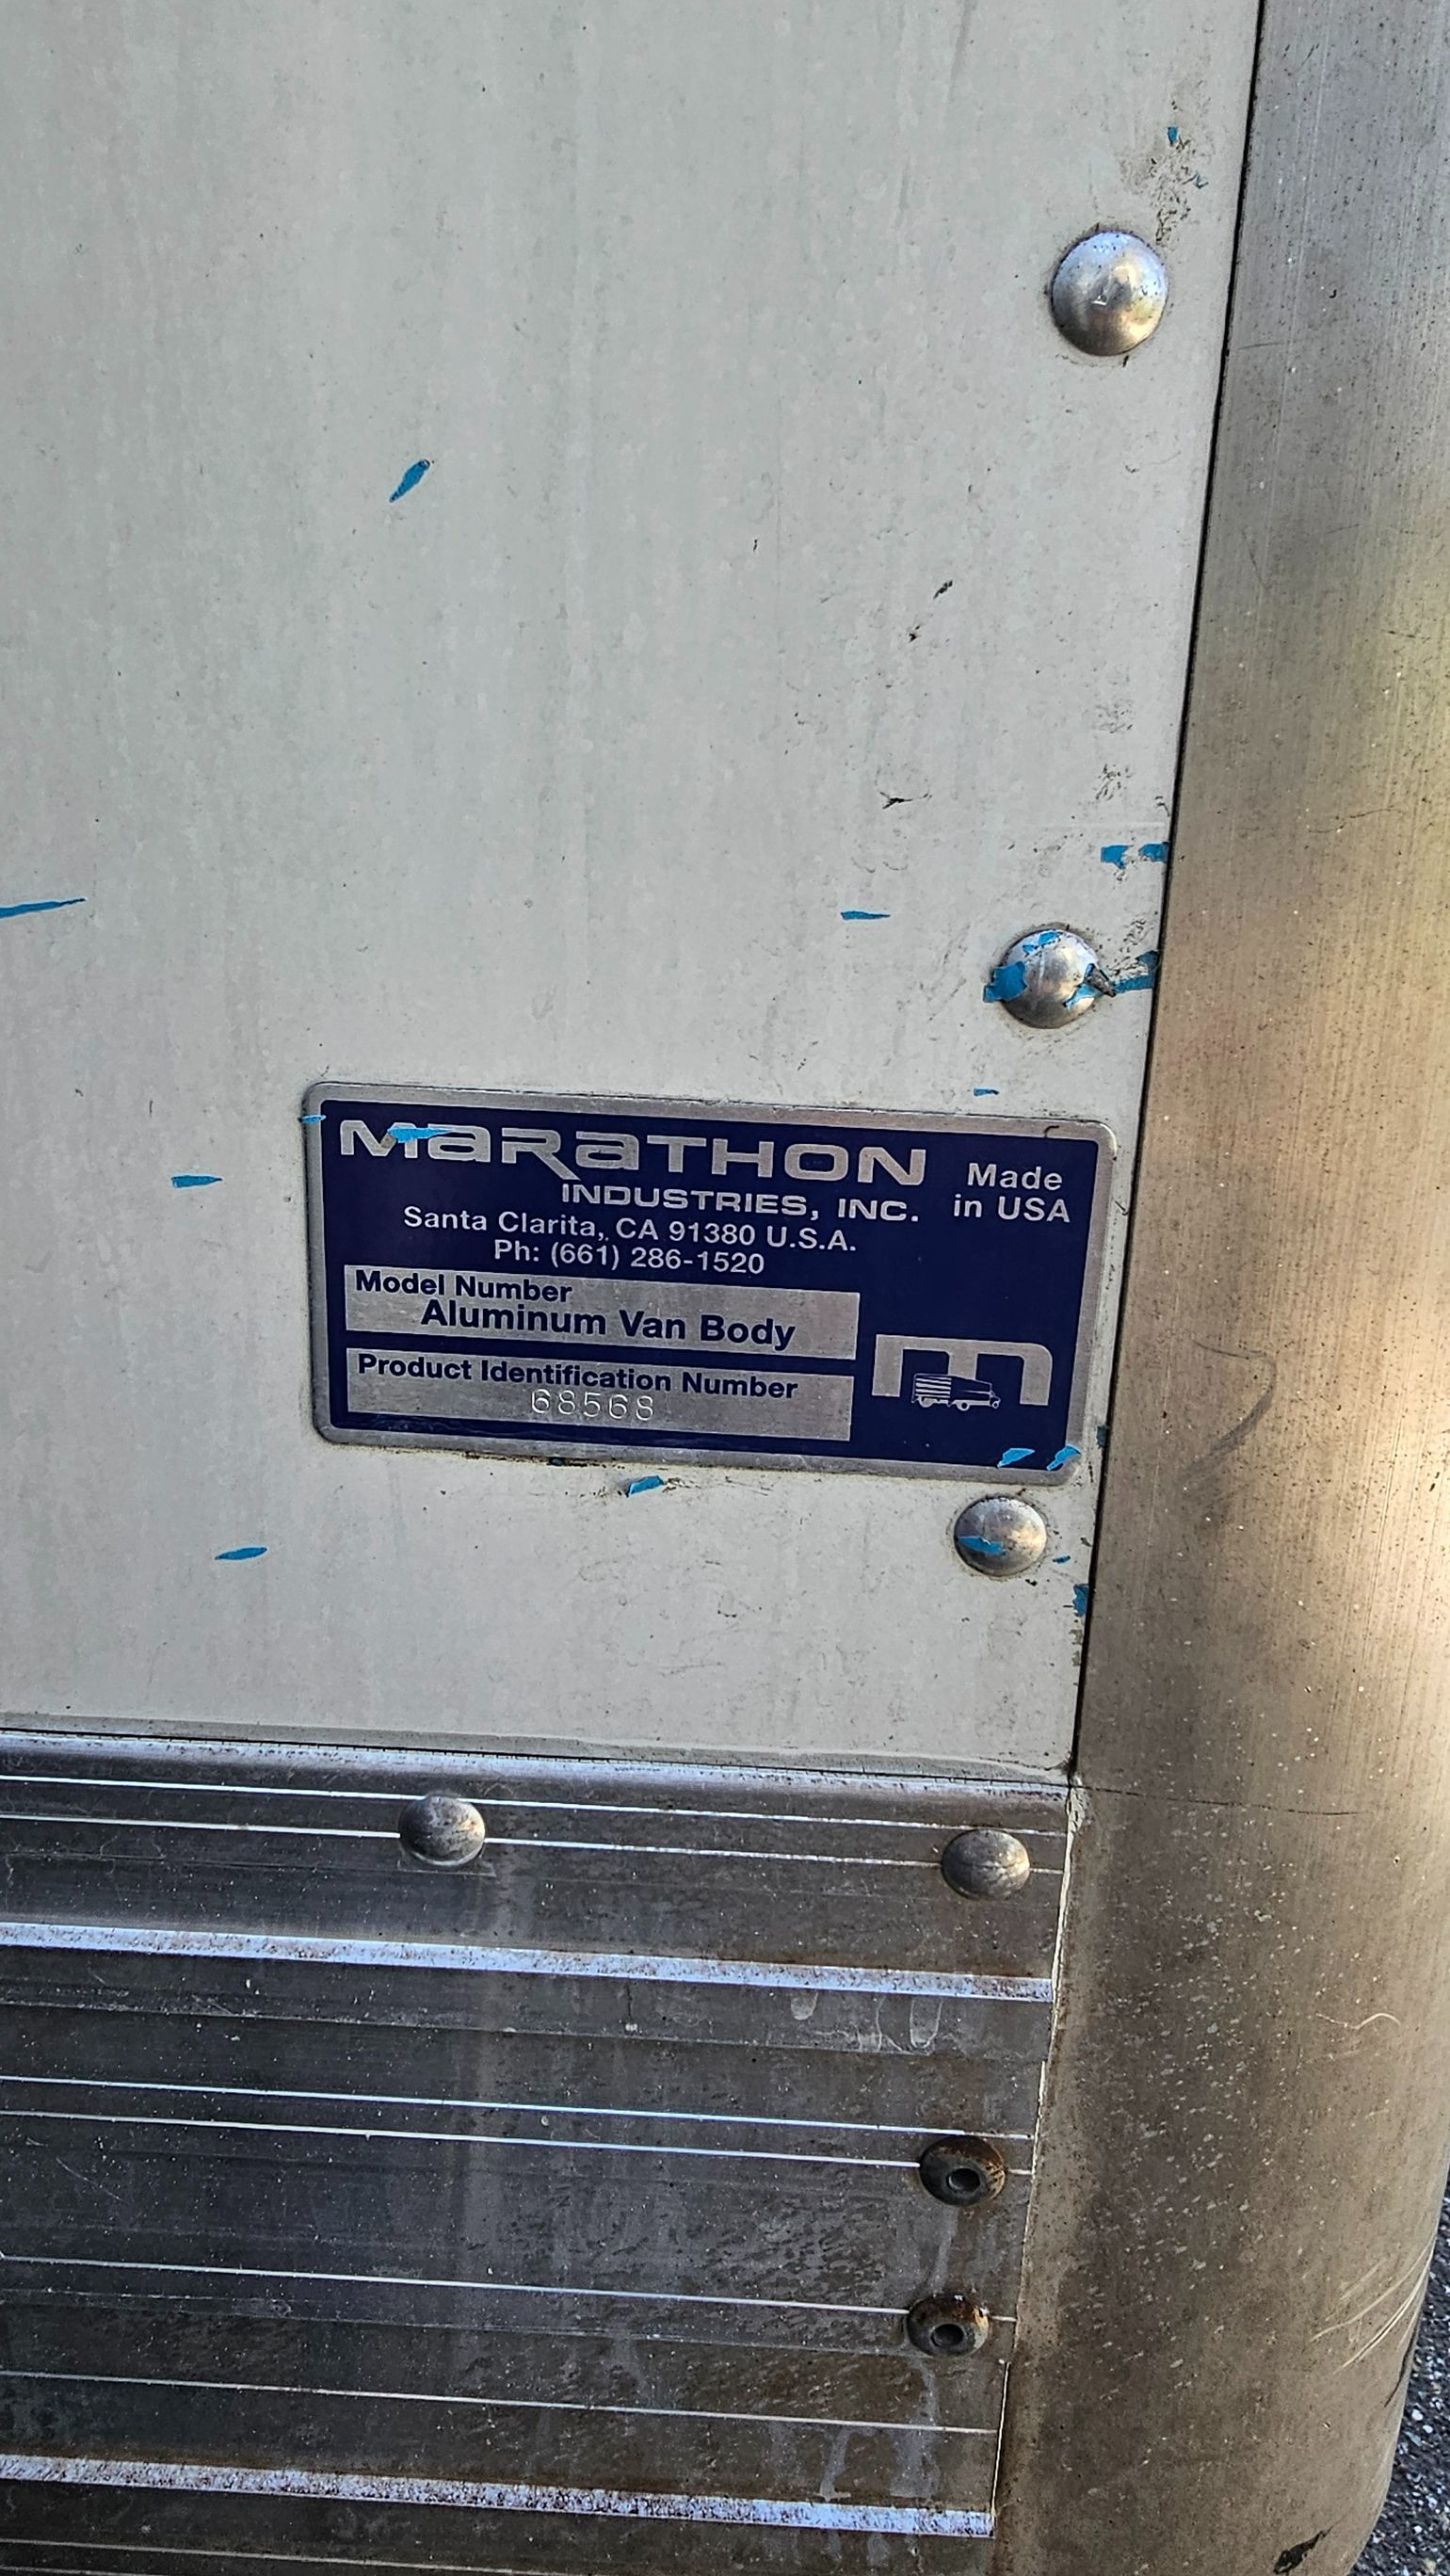 MaRaTHON
INDUSTRIES, INC.
Made
in USA
Santa Clarita, CA 91380 U.S.A.
Ph: (661) 286-1520
Model Number
Aluminum Van Body
Product Identification Number
68568
m